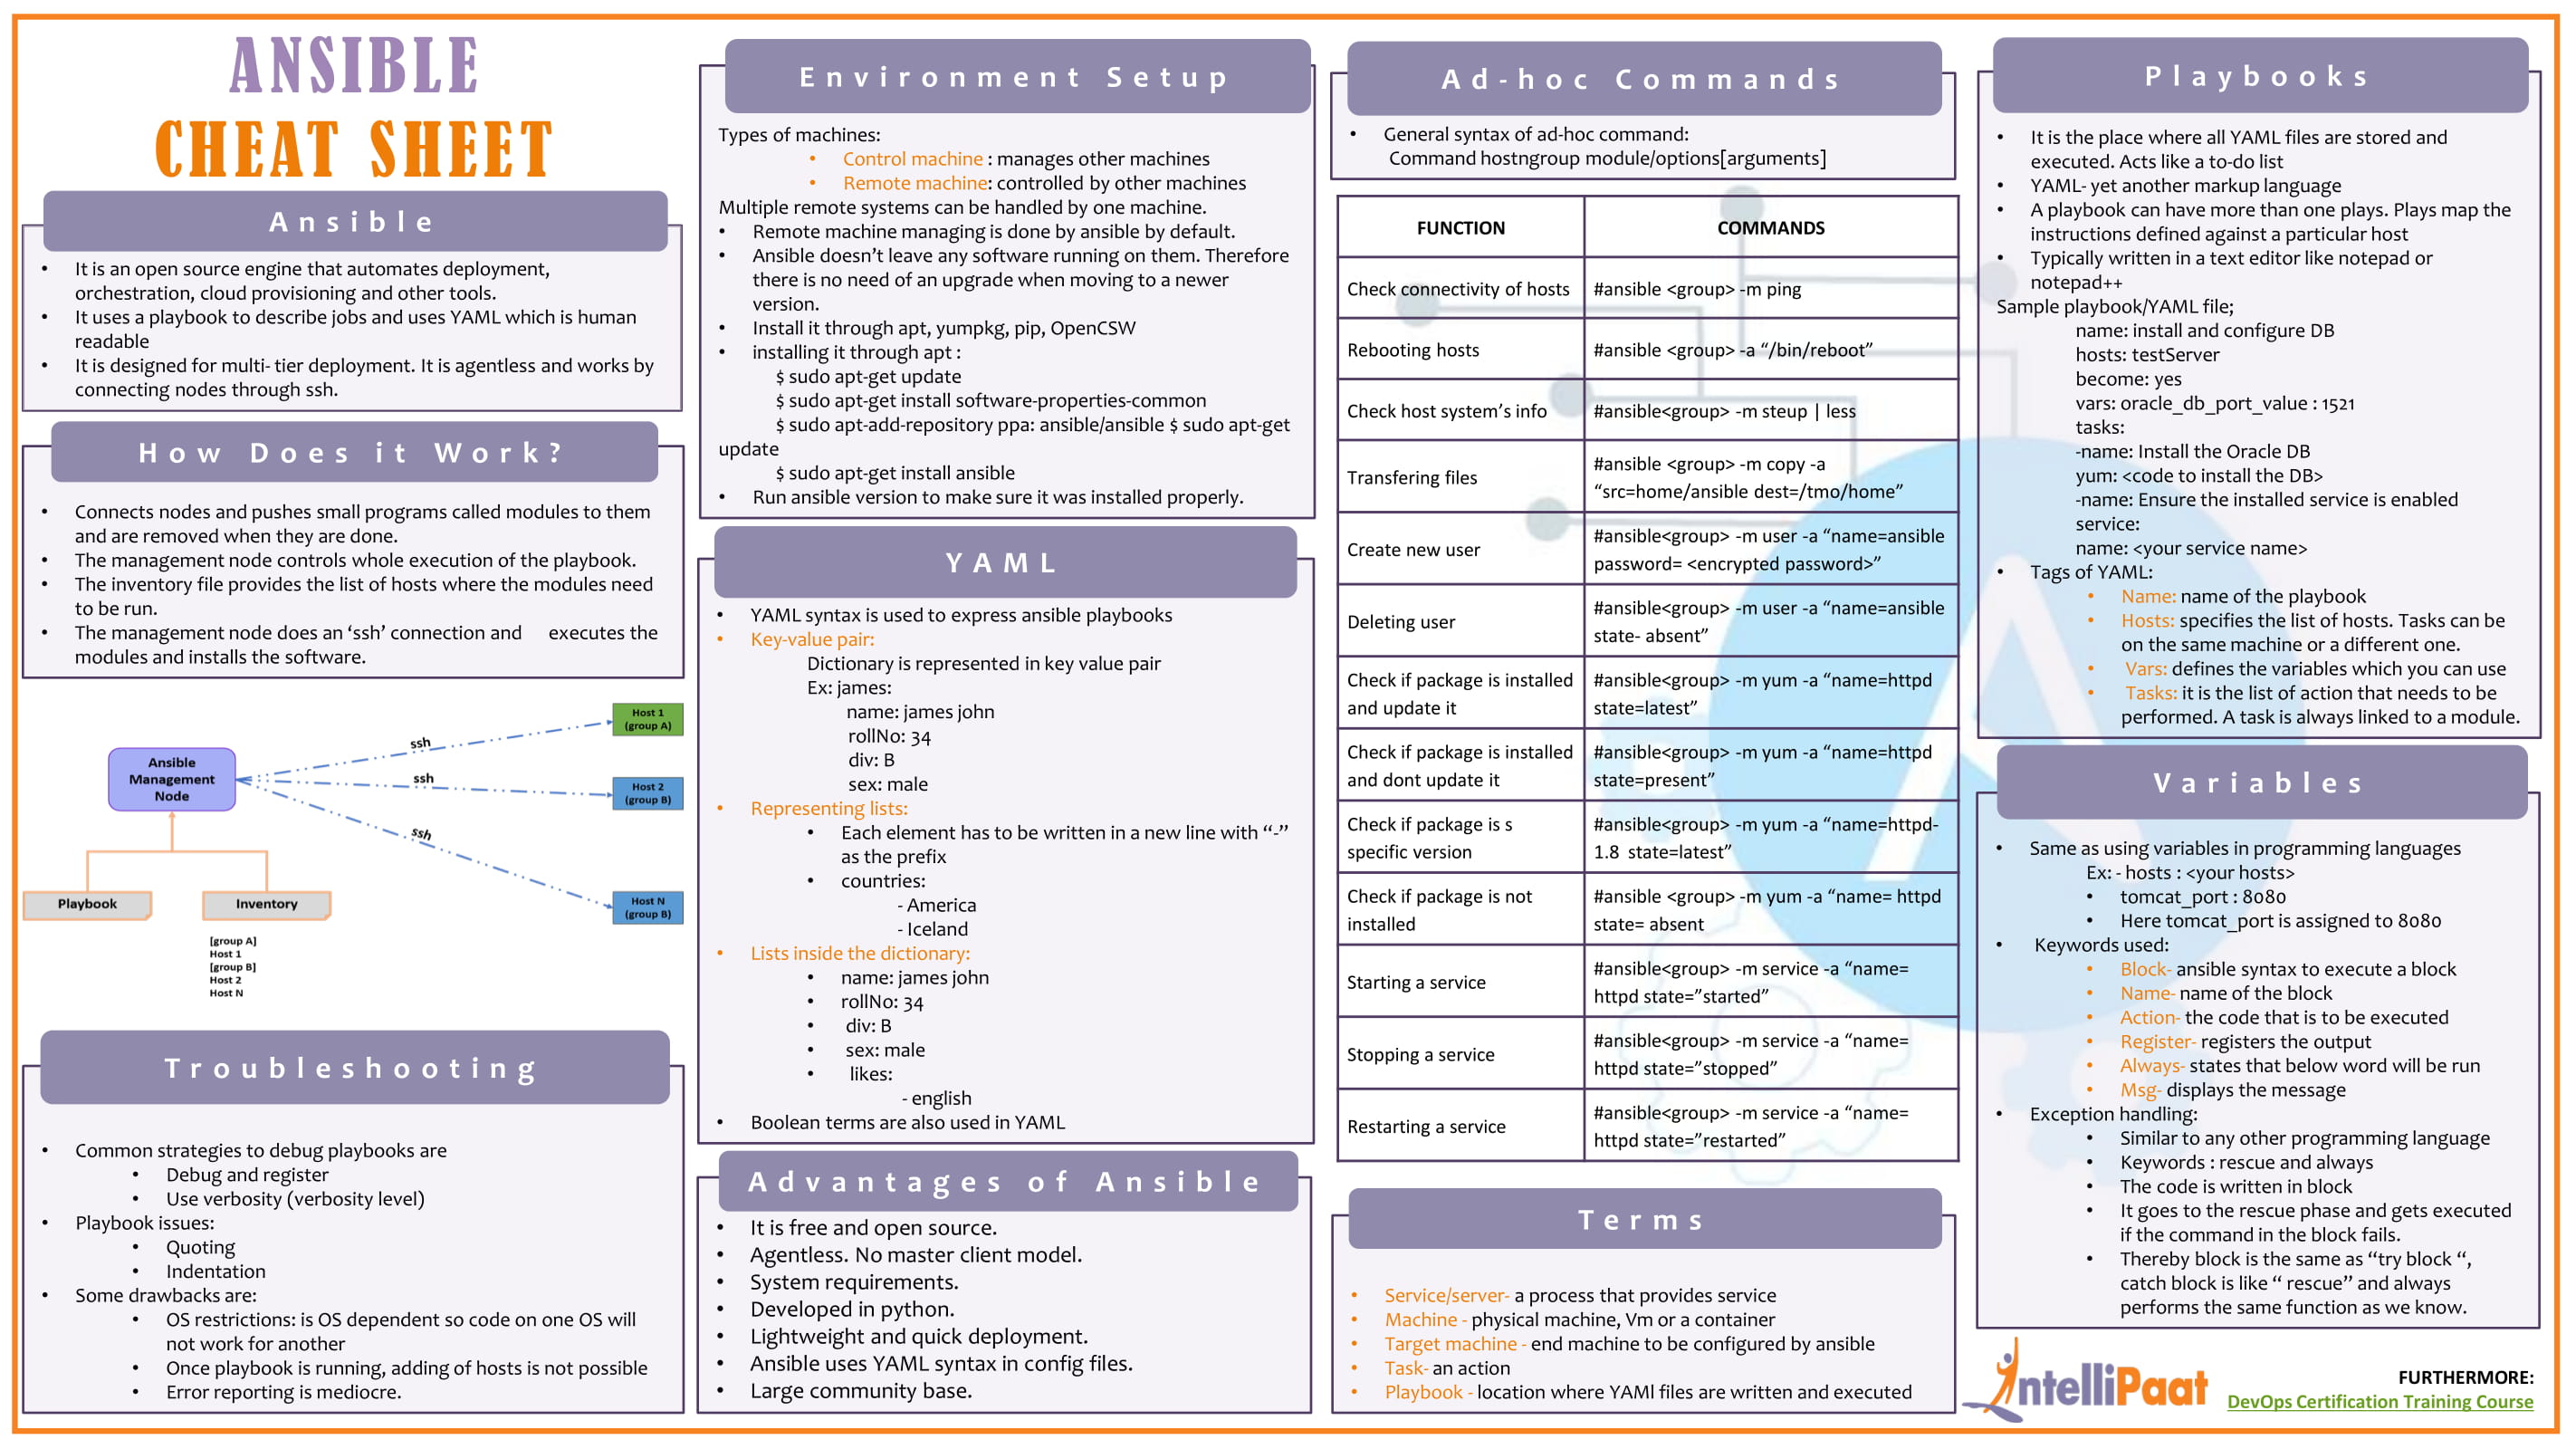 ANSIBLE
CHEAT SHEET
Ansible
• It is an open source engine that automates deployment,
orchestration, cloud provisioning and other tools.
• It uses a playbook to describe jobs and uses YAML which is human
readable
• It is designed for multi- tier deployment. It is agentless and works by
connecting nodes through ssh.
How Does it Work?
• Connects nodes and pushes small programs called modules to them
and are removed when they are done.
• The management node controls whole execution of the playbook.
• The inventory file provides the list of hosts where the modules need
to be run.
• The management node does an ‘ssh’ connection and executes the
modules and installs the software.
Ansible
Management
Node
ssh
ssh
ssh
Host 1
(group A)
Host 2
(group B)
Host N
(group B)
Playbook
Inventory
[group A]
Host 1
[group B]
Host 2
Host N
Troubleshooting
• Common strategies to debug playbooks are
• Debug and register
• Use verbosity (verbosity level)
• Playbook issues:
• Quoting
• Indentation
• Some drawbacks are:
• OS restrictions: is OS dependent so code on one OS will
not work for another
• Once playbook is running, adding of hosts is not possible
• Error reporting is mediocre.
Environment Setup
Types of machines:
• Control machine : manages other machines
• Remote machine: controlled by other machines
Multiple remote systems can be handled by one machine.
• Remote machine managing is done by ansible by default.
• Ansible doesn’t leave any software running on them. Therefore
there is no need of an upgrade when moving to a newer
version.
• Install it through apt, yumpkg, pip, OpenCSW
• installing it through apt :
$ sudo apt-get update
$ sudo apt-get install software-properties-common
$ sudo apt-add-repository ppa: ansible/ansible $ sudo apt-get
update
$ sudo apt-get install ansible
• Run ansible version to make sure it was installed properly.
YAML
• YAML syntax is used to express ansible playbooks
• Key-value pair:
Dictionary is represented in key value pair
Ex: james:
name: james john
rollNo: 34
div: B
sex: male
• Representing lists:
• Each element has to be written in a new line with “-”
as the prefix
• countries:
- America
- Iceland
• Lists inside the dictionary:
• name: james john
• rollNo: 34
• div: B
• sex: male
• likes:
- english
• Boolean terms are also used in YAML
Advantages of Ansible
• It is free and open source.
• Agentless. No master client model.
• System requirements.
• Developed in python.
• Lightweight and quick deployment.
• Ansible uses YAML syntax in config files.
• Large community base.
Ad-hoc Commands
• General syntax of ad-hoc command:
Command hostngroup module/options[arguments]
FUNCTION COMMANDS
Check connectivity of hosts #ansible <group> -m ping
Rebooting hosts #ansible <group> -a “/bin/reboot”
Check host system’s info #ansible<group> -m steup | less
Transfering files
#ansible <group> -m copy -a
“src=home/ansible dest=/tmo/home”
Create new user
#ansible<group> -m user -a “name=ansible
password= <encrypted password>”
Deleting user
#ansible<group> -m user -a “name=ansible
state- absent”
Check if package is installed
and update it
#ansible<group> -m yum -a “name=httpd
state=latest”
Check if package is installed
and dont update it
#ansible<group> -m yum -a “name=httpd
state=present”
Check if package is s
specific version
#ansible<group> -m yum -a “name=httpd-
1.8 state=latest”
Check if package is not
installed
#ansible <group> -m yum -a “name= httpd
state= absent
Starting a service
#ansible<group> -m service -a “name=
httpd state=”started”
Stopping a service
#ansible<group> -m service -a “name=
httpd state=”stopped”
Restarting a service
#ansible<group> -m service -a “name=
httpd state=”restarted”
Terms
• Service/server- a process that provides service
• Machine - physical machine, Vm or a container
• Target machine - end machine to be configured by ansible
• Task- an action
• Playbook - location where YAMl files are written and executed
Playbooks
• It is the place where all YAML files are stored and
executed. Acts like a to-do list
• YAML- yet another markup language
• A playbook can have more than one plays. Plays map the
instructions defined against a particular host
• Typically written in a text editor like notepad or
notepad++
Sample playbook/YAML file;
name: install and configure DB
hosts: testServer
become: yes
vars: oracle_db_port_value : 1521
tasks:
-name: Install the Oracle DB
yum: <code to install the DB>
-name: Ensure the installed service is enabled
service:
name: <your service name>
• Tags of YAML:
• Name: name of the playbook
• Hosts: specifies the list of hosts. Tasks can be
on the same machine or a different one.
• Vars: defines the variables which you can use
• Tasks: it is the list of action that needs to be
performed. A task is always linked to a module.
Variables
• Same as using variables in programming languages
Ex: - hosts : <your hosts>
• tomcat_port : 8080
• Here tomcat_port is assigned to 8080
• Keywords used:
• Block- ansible syntax to execute a block
• Name- name of the block
• Action- the code that is to be executed
• Register- registers the output
• Always- states that below word will be run
• Msg- displays the message
• Exception handling:
• Similar to any other programming language
• Keywords : rescue and always
• The code is written in block
• It goes to the rescue phase and gets executed
if the command in the block fails.
• Thereby block is the same as “try block “,
catch block is like “ rescue” and always
performs the same function as we know.
IntelliPaat
FURTHERMORE:
DevOps Certification Training Course